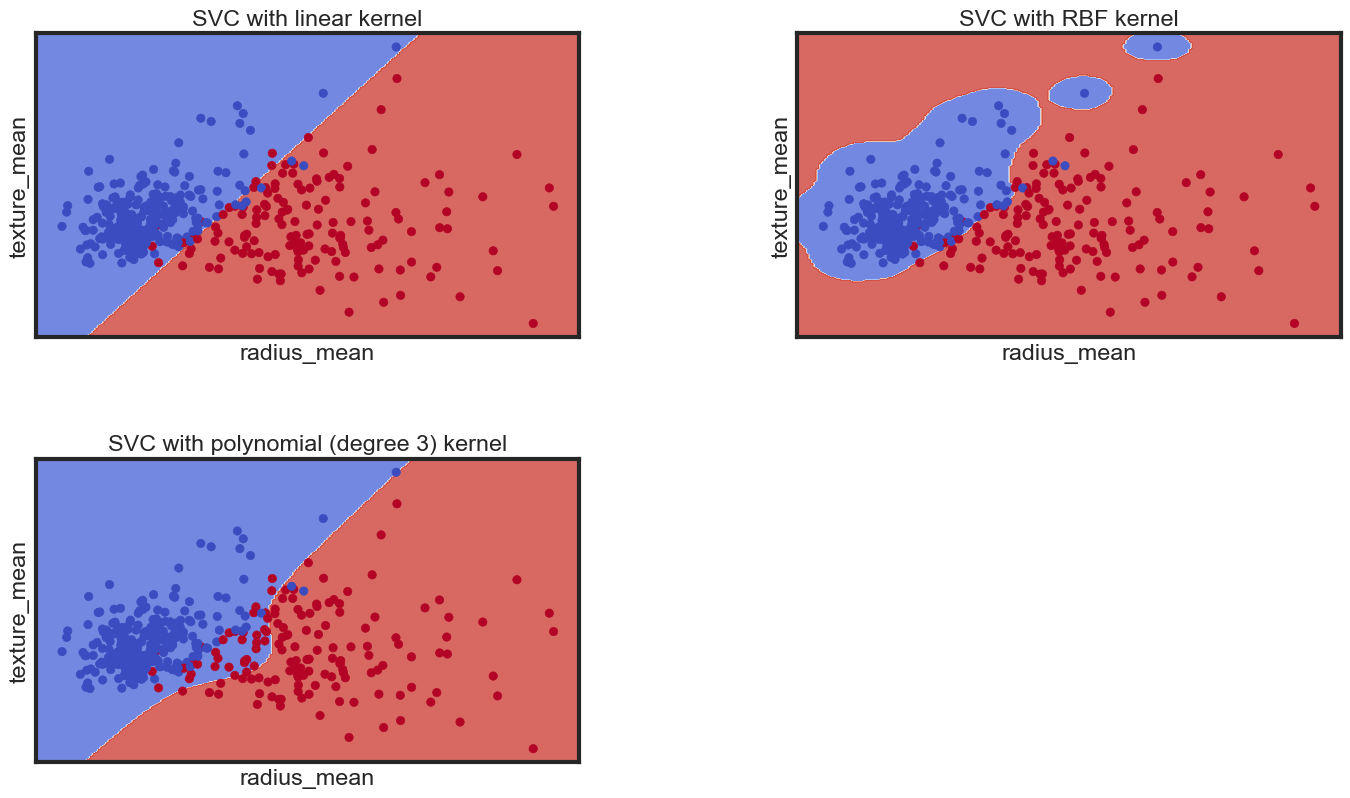 SVC with linear kernel
texture_mean
radius_mean
SVC with RBF kernel
texture_mean
radius_mean
SVC with polynomial (degree 3) kernel
texture_mean
radius_mean